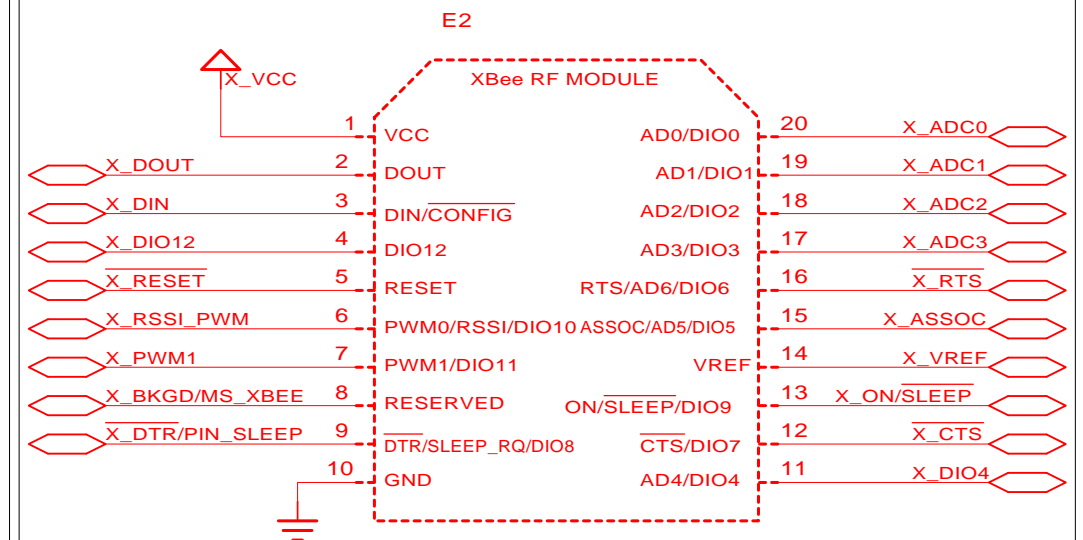 E2
XBee RF MODULE
X_VCC
1 VCC AD0/DIO0 20 X_ADC0
X_DOUT 2 DOUT AD1/DIO1 19 X_ADC1
X_DIN 3 DIN/CONFIG AD2/DIO2 18 X_ADC2
X_DIO12 4 DIO12 AD3/DIO3 17 X_ADC3
X_RESET 5 RESET RTS/AD6/DIO6 16 X_RTS
X_RSSI_PWM 6 PWM0/RSSI/DIO10 ASSOC/AD5/DIO5 15 X_ASSOC
X_PWM1 7 PWM1/DIO11 VREF 14 X_VREF
X_BKGD/MS_XBEE 8 RESERVED ON/SLEEP/DIO9 13 X_ON/SLEEP
X_DTR/PIN_SLEEP 9 DTR/SLEEP_RQ/DIO8 CTS/DIO7 12 X_CTS
10 GND AD4/DIO4 11 X_DIO4